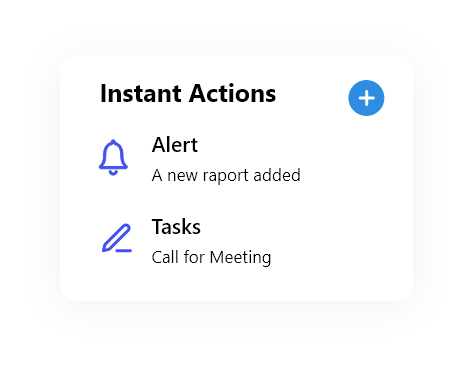 Instant Actions
Alert
A new raport added
Tasks
Call for Meeting